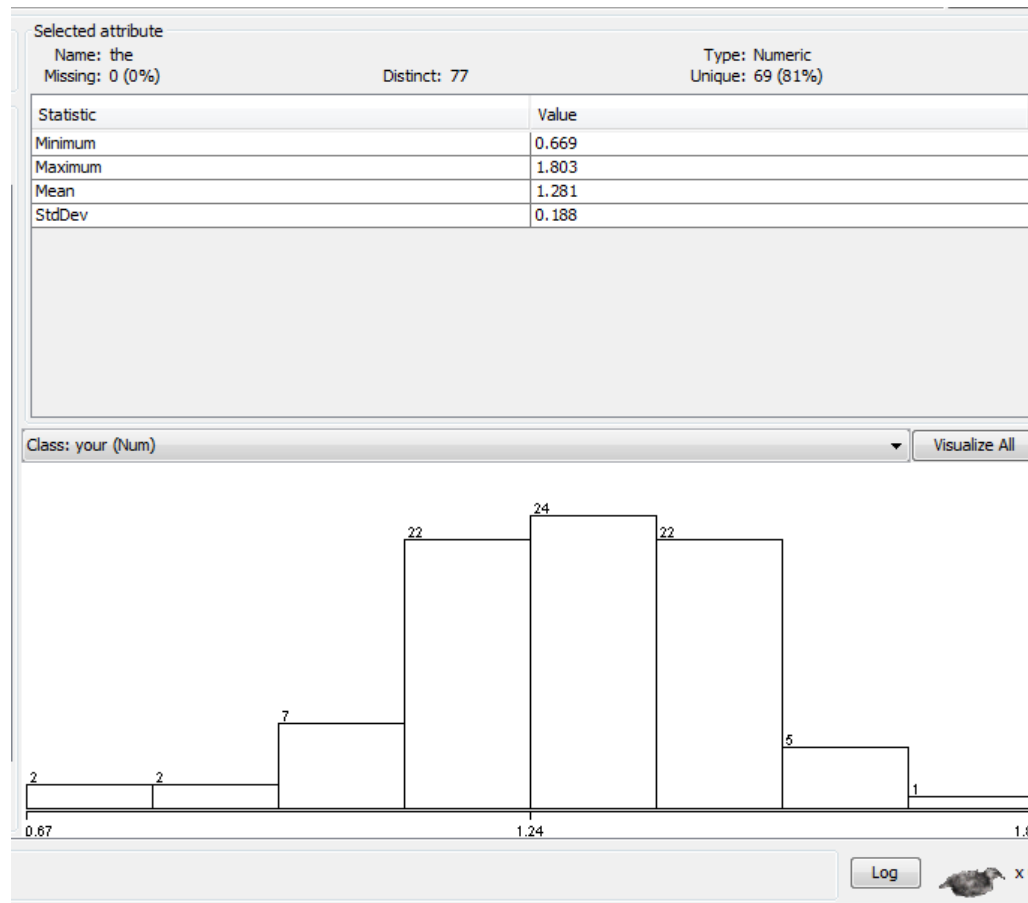 Selected attribute
Name: the Type: Numeric
Missing: 0 (0%) Distinct: 77 Unique: 69 (81%)
Statistic Value
Minimum 0.669
Maximum 1.803
Mean 1.281
StdDev 0.188
Class: your (Num) Visualize All
24
22 22
7
5
2 2
1
0.67 1.24 1.8
Log x